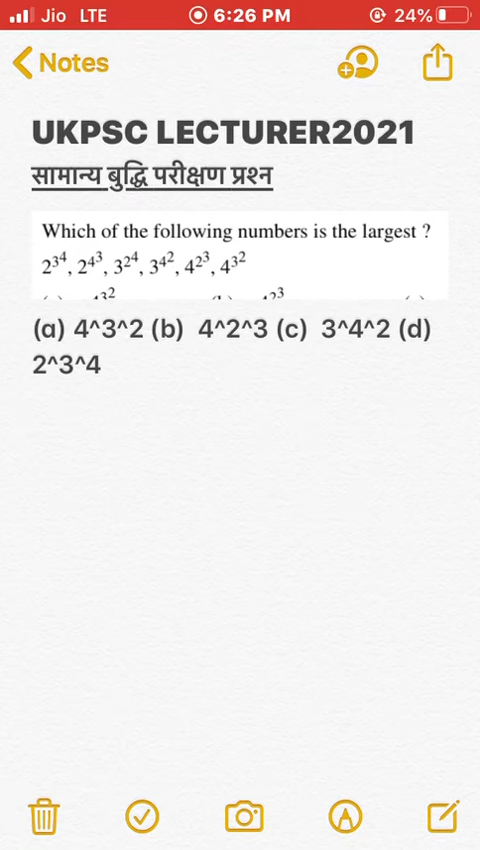 Jio LTE 6:26 PM 24%
Notes
UKPSC LECTURER2021
सामान्य बुद्धि परीक्षण प्रश्न
Which of the following numbers is the largest ?
2^3^4, 2^4^3, 3^2^4, 3^4^2, 4^2^3, 4^3^2
(a) 4^3^2 (b) 4^2^3 (c) 3^4^2 (d)
2^3^4